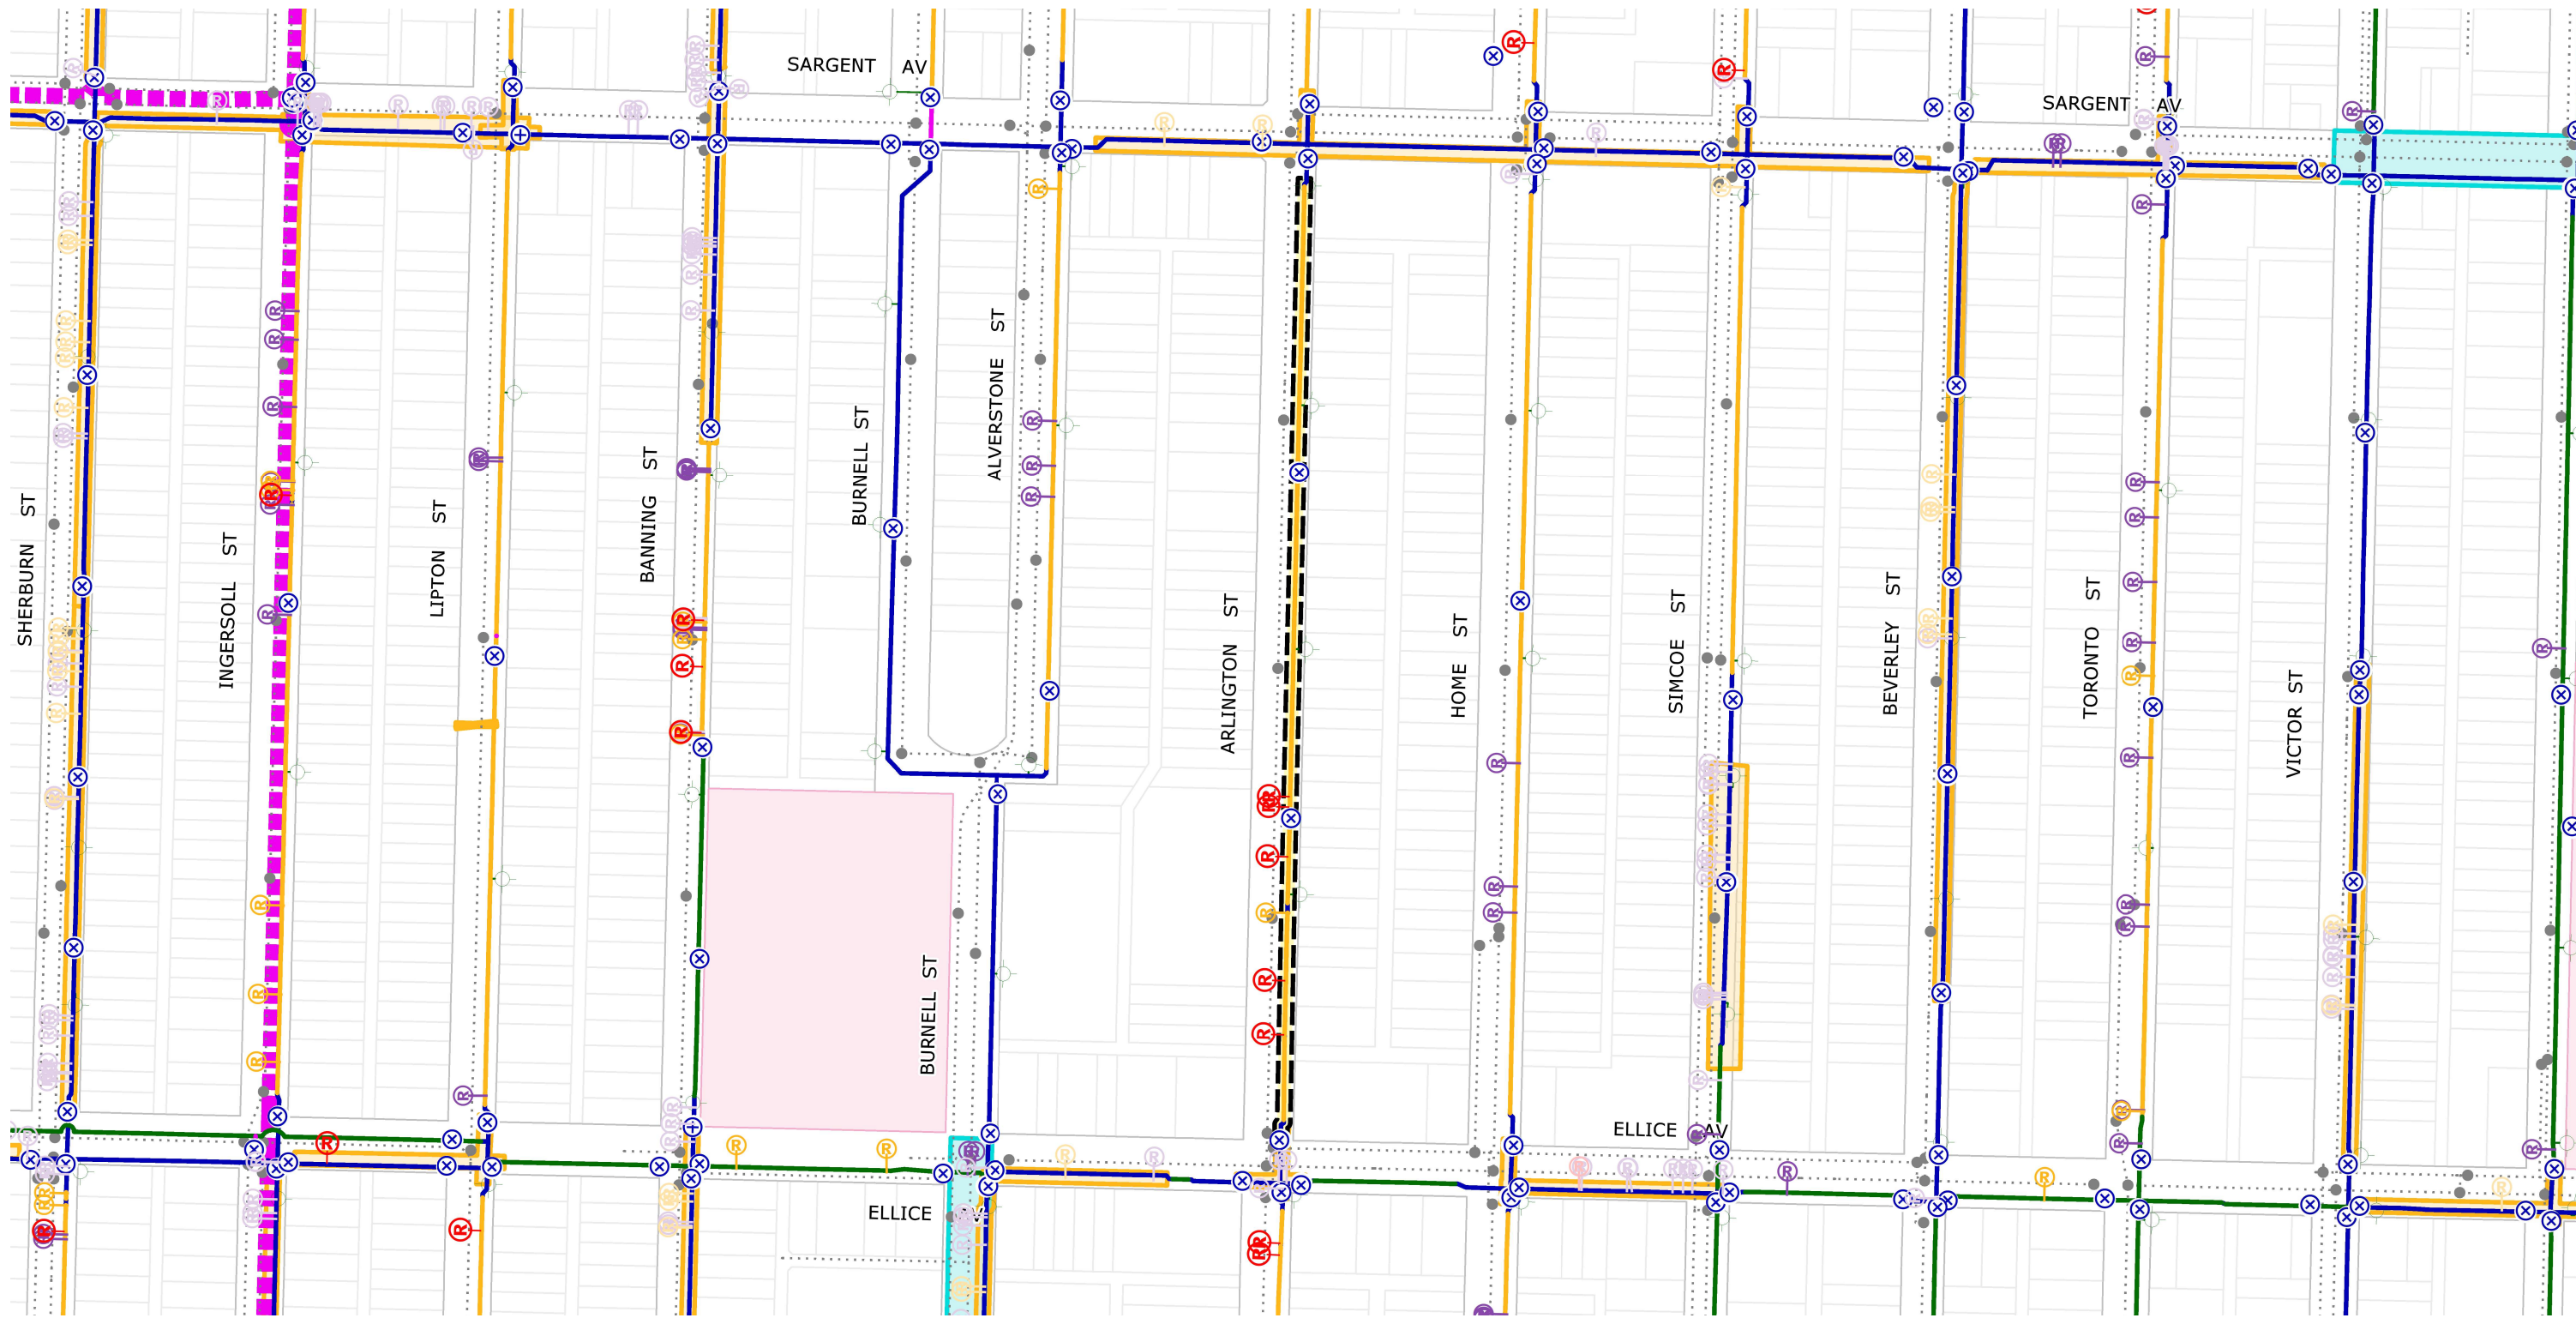 SARGENT AV
SARGENT AV
SHERBURN ST
INGERSOLL ST
LIPTON ST
BANNING ST
BURNELL ST
ALVERSTONE ST
ARLINGTON ST
HOME ST
SIMCOE ST
BEVERLEY ST
TORONTO ST
VICTOR ST
BURNELL ST
ELLICE AV
ELLICE